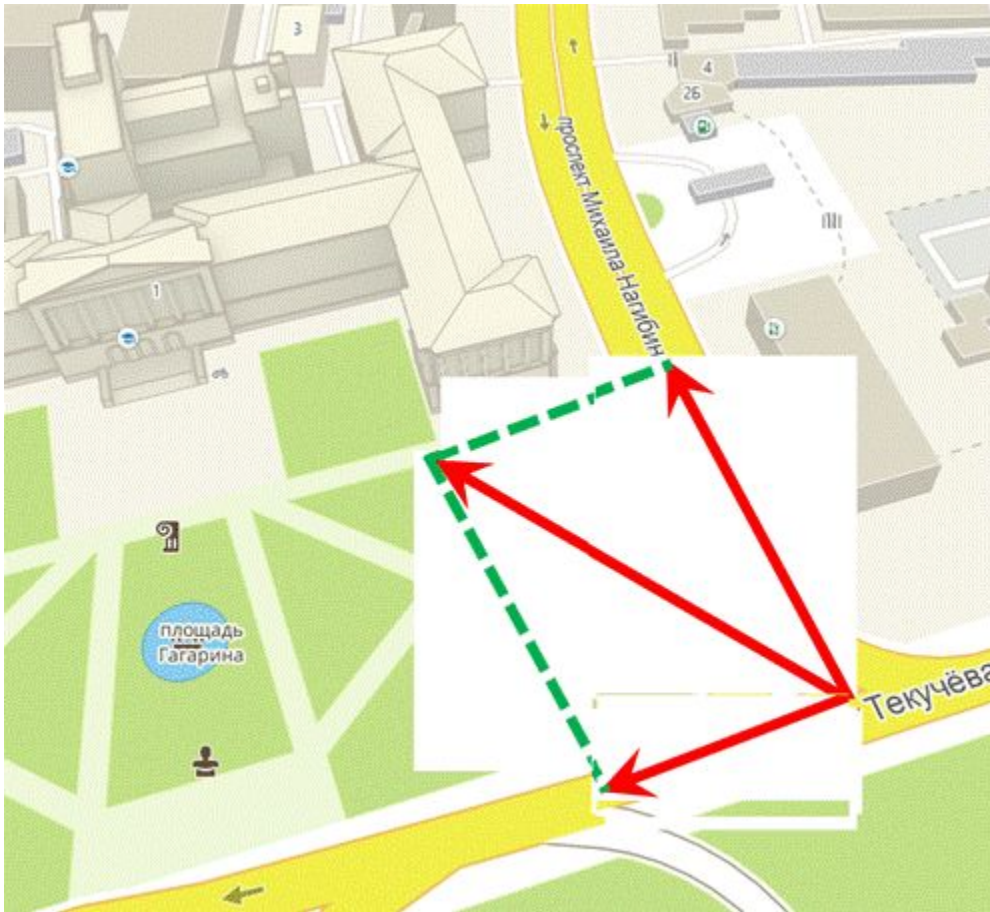 3
4
2б
проспект Михаила Нагибин
1
площадь
Гагарина
Текучёва